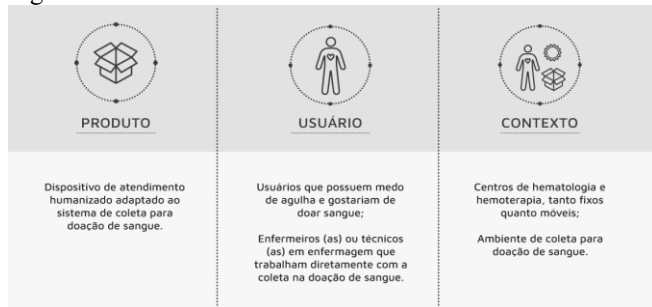 PRODUTO
Dispositivo de atendimento
humanizado adaptado ao
sistema de coleta para
doação de sangue.
USUÁRIO
Usuários que possuem medo
de agulha e gostariam de
doar sangue;
Enfermeiros (as) ou técnicos
(as) em enfermagem que
trabalham diretamente com a
coleta na doação de sangue.
CONTEXTO
Centros de hematologia e
hemoterapia, tanto fixos
quanto móveis;
Ambiente de coleta para
doação de sangue.